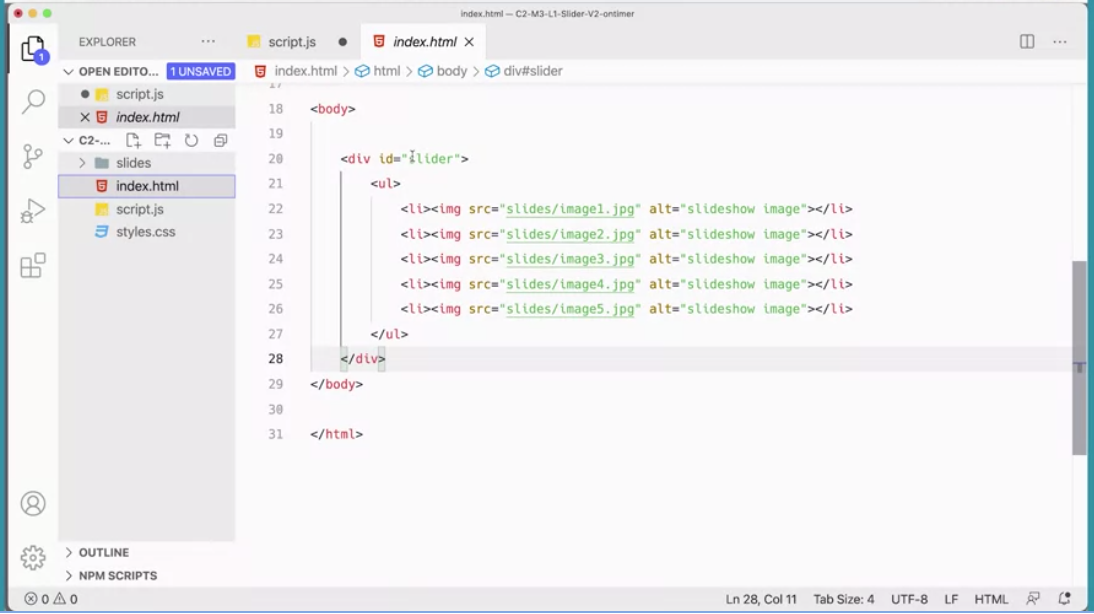 index.html — C2-M3-L1-Slider-V2-ontimer
EXPLORER
script.js
index.html
OPEN EDITO... 1 UNSAVED
index.html > html > body > div#slider
script.js
index.html
C2-...
slides
index.html
script.js
styles.css
17
18 <body>
19
20 <div id="slider">
21 <ul>
22 <li><img src="slides/image1.jpg" alt="slideshow image"></li>
23 <li><img src="slides/image2.jpg" alt="slideshow image"></li>
24 <li><img src="slides/image3.jpg" alt="slideshow image"></li>
25 <li><img src="slides/image4.jpg" alt="slideshow image"></li>
26 <li><img src="slides/image5.jpg" alt="slideshow image"></li>
27 </ul>
28 </div>
29 </body>
30
31 </html>
1
OUTLINE
NPM SCRIPTS
0 0
Ln 28, Col 11 Tab Size: 4 UTF-8 LF HTML